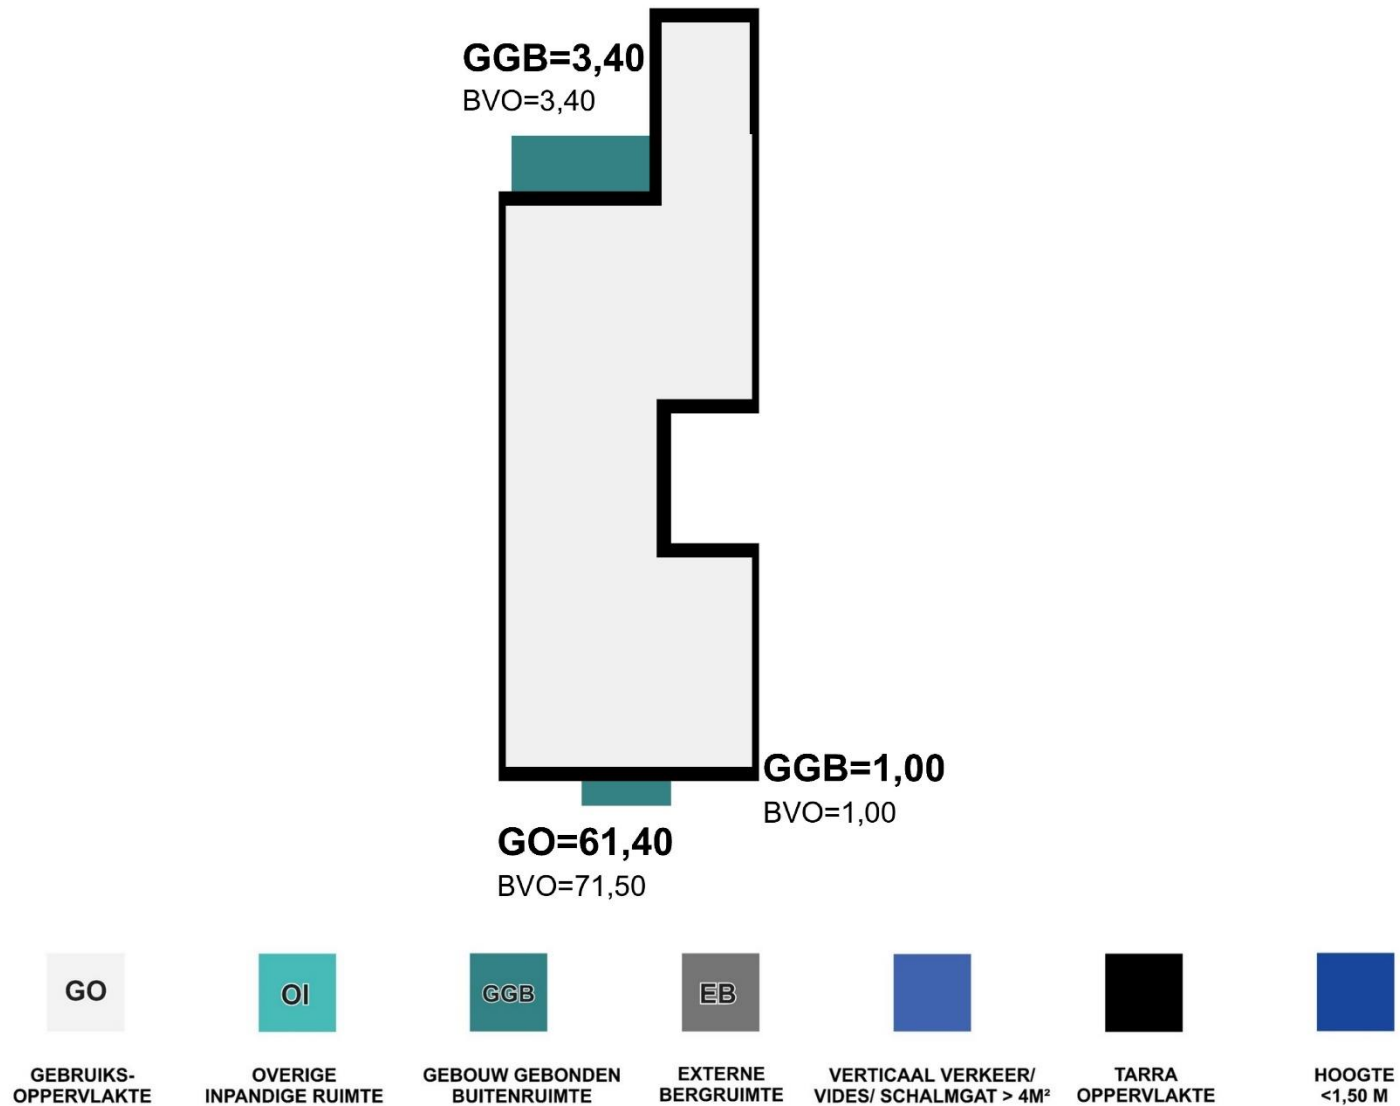 GGB=3,40
BVO=3,40
GGB=1,00
BVO=1,00
GO=61,40
BVO=71,50
GO
OI
GGB
EB
GEBRUIKS-
OPPERVLAKTE
OVERIGE
INPANDIGE RUIMTE
GEBOUW GEBONDEN
BUITENRUIMTE
EXTERNE
BERGRUIMTE
VERTICAAL VERKEER/
VIDES/ SCHALMGAT > 4M²
TARRA
OPPERVLAKTE
HOOGTE
<1,50 M